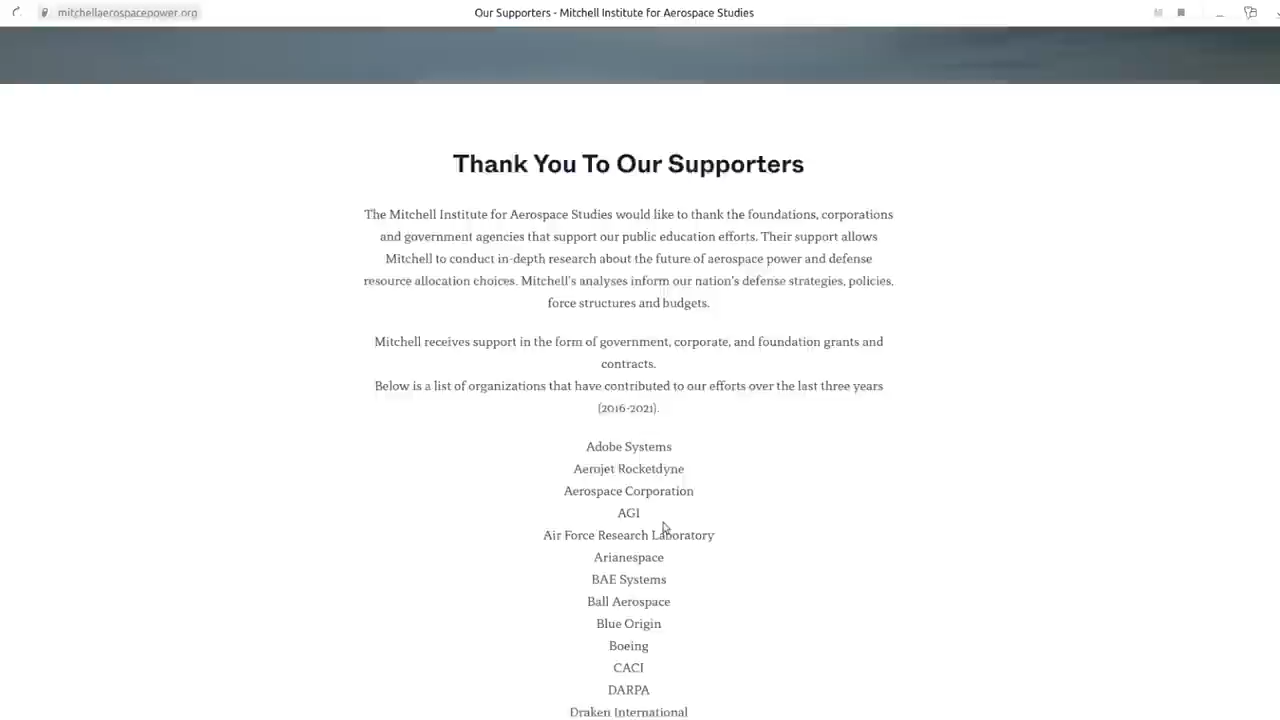 mitchellaerospacepower.org
Our Supporters - Mitchell Institute for Aerospace Studies
Thank You To Our Supporters
The Mitchell Institute for Aerospace Studies would like to thank the foundations, corporations
and government agencies that support our public education efforts. Their support allows
Mitchell to conduct in-depth research about the future of aerospace power and defense
resource allocation choices. Mitchell's analyses inform our nation's defense strategies, policies,
force structures and budgets.
Mitchell receives support in the form of government, corporate, and foundation grants and
contracts.
Below is a list of organizations that have contributed to our efforts over the last three years
(2016-2021).
Adobe Systems
Aerojet Rocketdyne
Aerospace Corporation
AGI
Air Force Research Laboratory
Arianespace
BAE Systems
Ball Aerospace
Blue Origin
Boeing
CACI
DARPA
Draken International